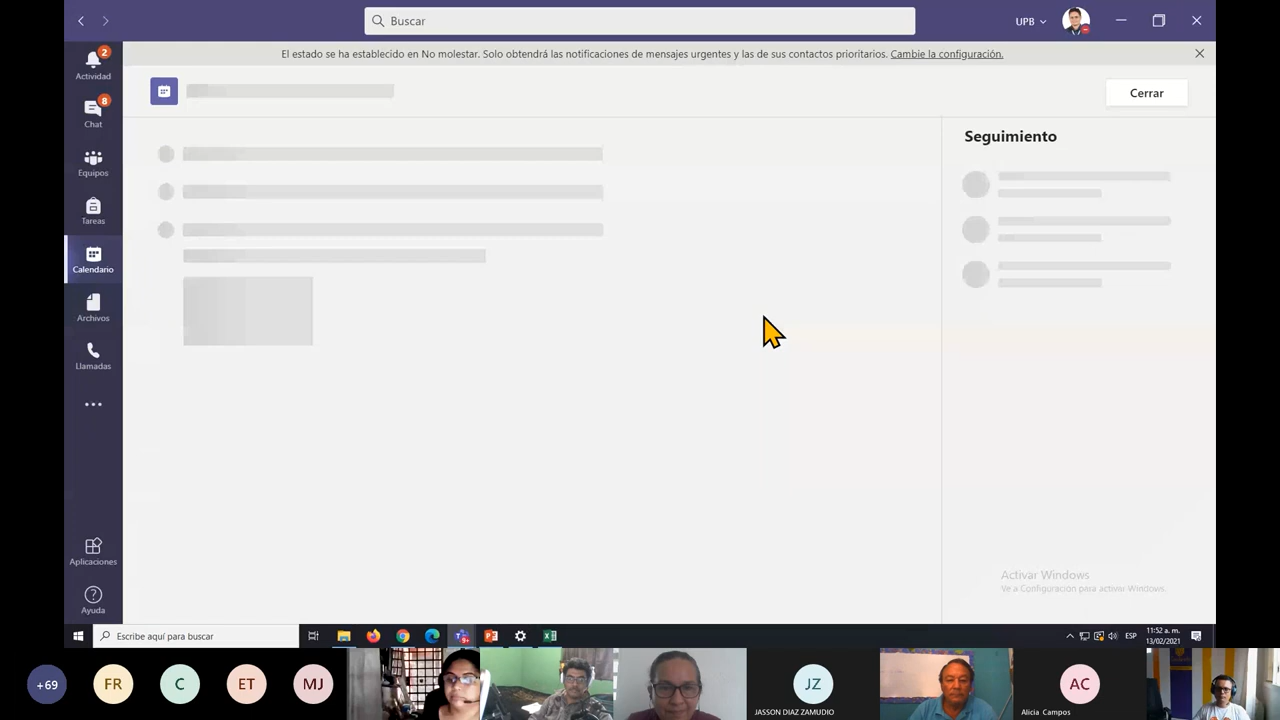 Buscar
UPB
El estado se ha establecido en No molestar. Solo obtendrá las notificaciones de mensajes urgentes y las de sus contactos prioritarios. Cambie la configuración.
2
Actividad
8
Chat
Equipos
Tareas
Calendario
Archivos
Llamadas
Aplicaciones
Ayuda
Cerrar
Seguimiento
Activar Windows
Ve a Configuración para activar Windows.
Escribe aquí para buscar
9+
ESP
11:52 a. m.
13/02/2021
+69
FR
C
ET
MJ
JZ
JASSON DIAZ ZAMUDIO
AC
Alicia Campos